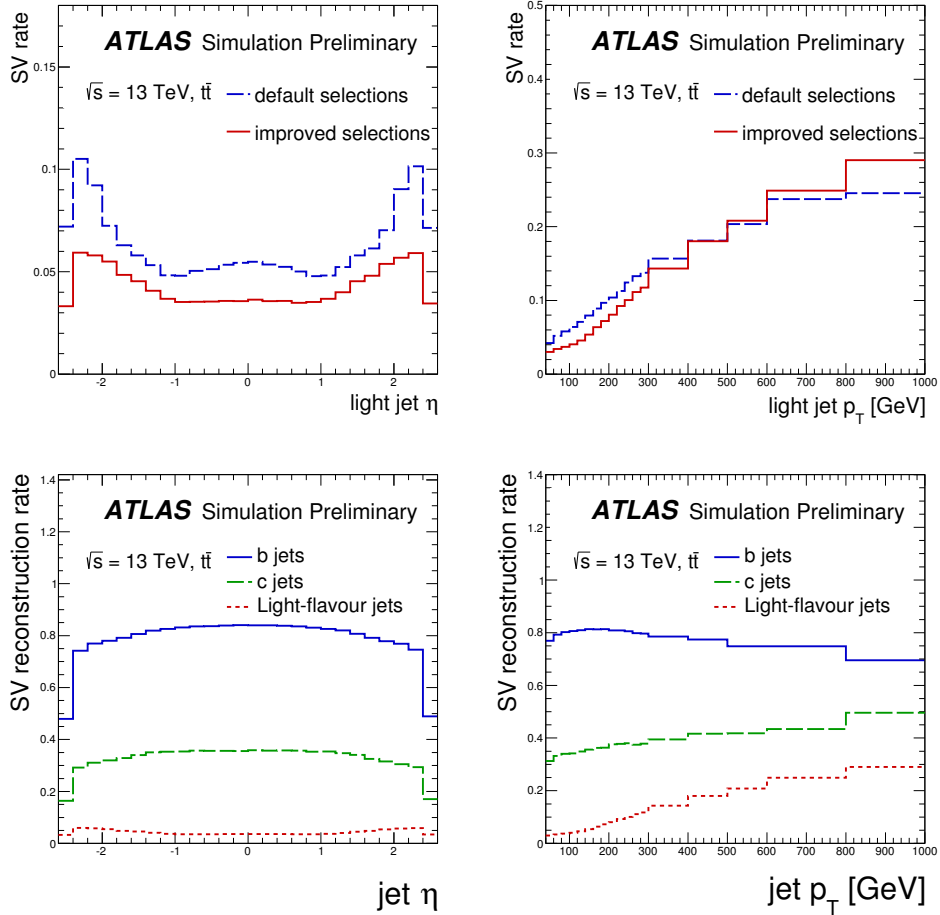 SV rate
ATLAS Simulation Preliminary
√s = 13 TeV, tt̄
default selections
improved selections
0.15
0.1
0.05
0
-2 -1 0 1 2
light jet η
SV rate
ATLAS Simulation Preliminary
√s = 13 TeV, tt̄
default selections
improved selections
0.5
0.4
0.3
0.2
0.1
0
100 200 300 400 500 600 700 800 900 1000
light jet p_T [GeV]
SV reconstruction rate
ATLAS Simulation Preliminary
√s = 13 TeV, tt̄
b jets
c jets
Light-flavour jets
1.4
1.2
1
0.8
0.6
0.4
0.2
0
-2 -1 0 1 2
jet η
SV reconstruction rate
ATLAS Simulation Preliminary
√s = 13 TeV, tt̄
b jets
c jets
Light-flavour jets
1.4
1.2
1
0.8
0.6
0.4
0.2
0
100 200 300 400 500 600 700 800 900 1000
jet p_T [GeV]